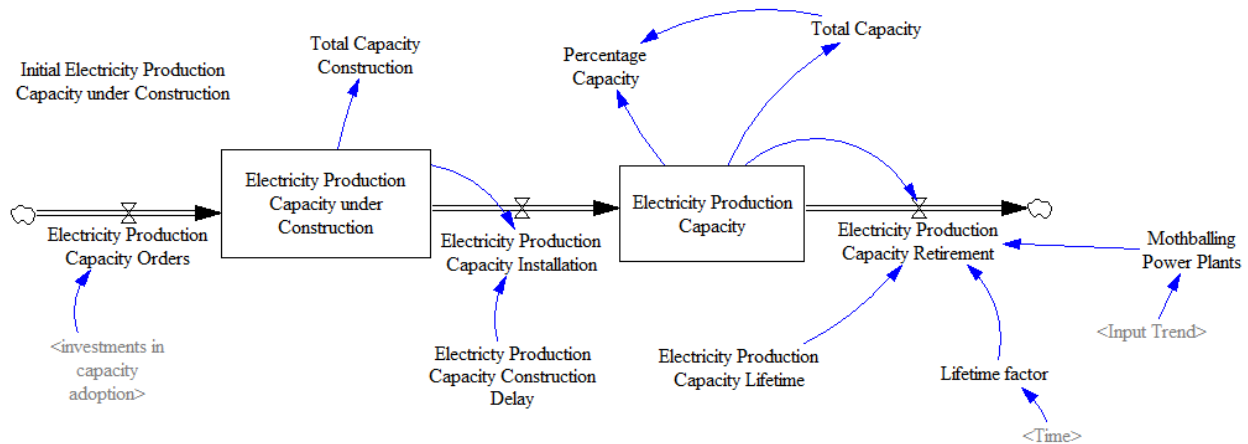 Total Capacity
Construction
Initial Electricity Production
Capacity under Construction
Percentage
Capacity
Total Capacity
Electricity Production
Capacity under
Construction
Electricity Production
Capacity
Electricity Production
Capacity Orders
Electricity Production
Capacity Installation
Electricity Production
Capacity Retirement
Mothballing
Power Plants
<investments in
capacity
adoption>
Electricty Production
Capacity Construction
Delay
Electricity Production
Capacity Lifetime
Lifetime factor
<Input Trend>
<Time>